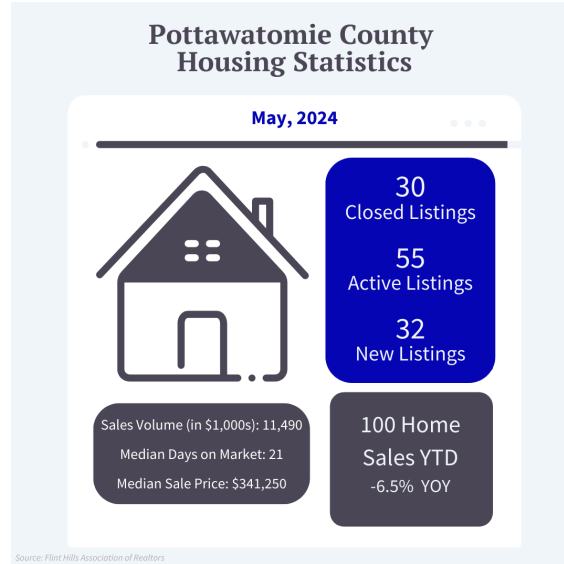 Pottawatomie County
Housing Statistics
May, 2024
30
Closed Listings
55
Active Listings
32
New Listings
Sales Volume (in $1,000s): 11,490
Median Days on Market: 21
Median Sale Price: $341,250
100 Home
Sales YTD
-6.5% YOY
Source: Flint Hills Association of Realtors